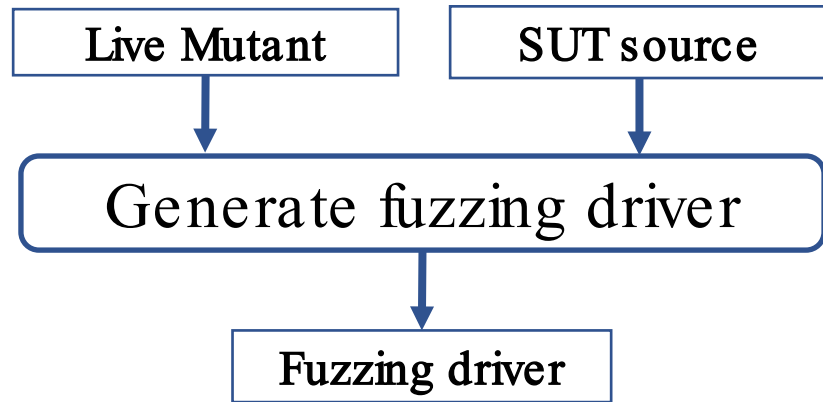 Live Mutant
SUT source
Generate fuzzing driver
Fuzzing driver